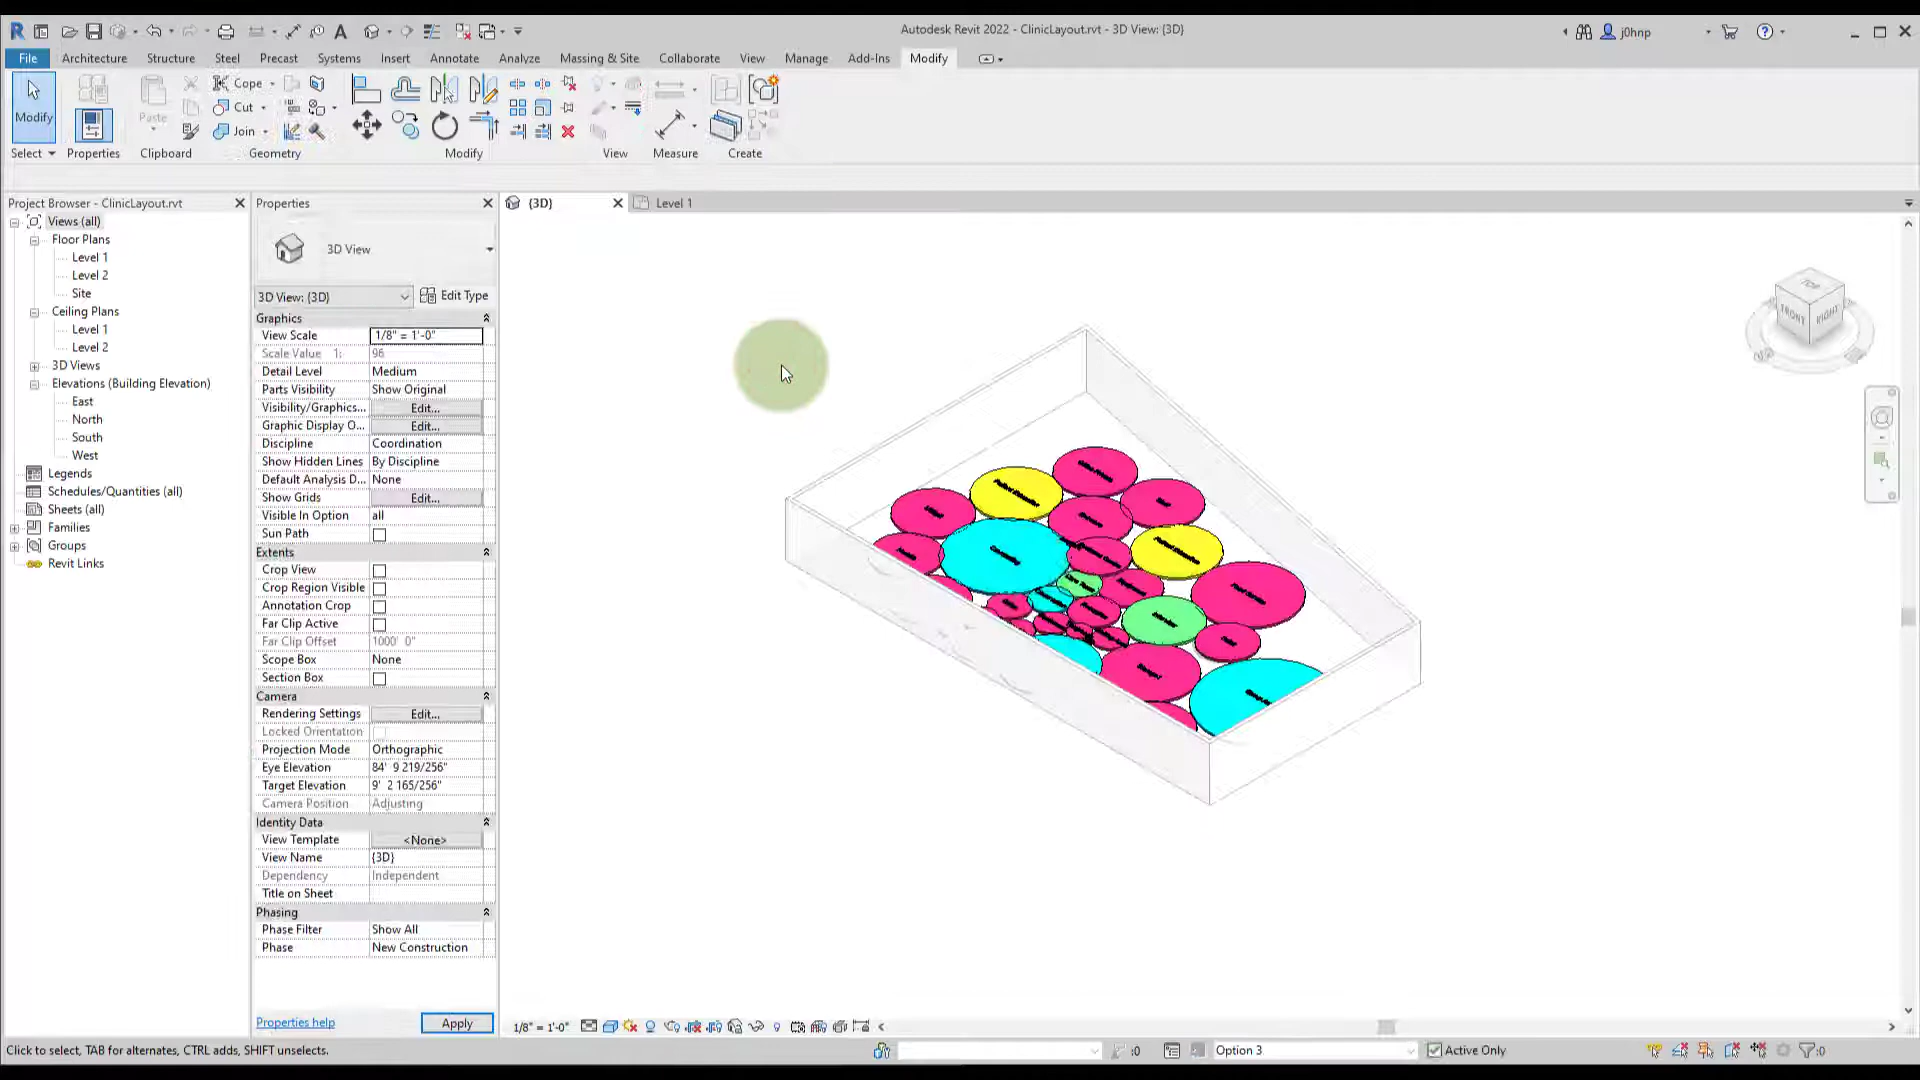 Autodesk Revit 2022 - ClinicLayout.rvt - 3D View: {3D}
j0hnp
File Architecture Structure Steel Precast Systems Insert Annotate Analyze Massing & Site Collaborate View Manage Add-Ins Modify
Modify
Paste
Cope
Cut
Join
Select Properties Clipboard Geometry Modify View Measure Create
Project Browser - ClinicLayout.rvt
Views (all)
Floor Plans
Level 1
Level 2
Site
Ceiling Plans
Level 1
Level 2
3D Views
Elevations (Building Elevation)
East
North
South
West
Legends
Schedules/Quantities (all)
Sheets (all)
Families
Groups
Revit Links
Properties
3D View
3D View: {3D} Edit Type
Graphics
View Scale 1/8" = 1'-0"
Scale Value 1: 96
Detail Level Medium
Parts Visibility Show Original
Visibility/Graphics... Edit...
Graphic Display O... Edit...
Discipline Coordination
Show Hidden Lines By Discipline
Default Analysis D... None
Show Grids Edit...
Visible In Option all
Sun Path
Extents
Crop View
Crop Region Visible
Annotation Crop
Far Clip Active
Far Clip Offset 1000' 0"
Scope Box None
Section Box
Camera
Rendering Settings Edit...
Locked Orientation
Projection Mode Orthographic
Eye Elevation 84' 9 219/256"
Target Elevation 9' 2 165/256"
Camera Position Adjusting
Identity Data
View Template <None>
View Name {3D}
Dependency Independent
Title on Sheet
Phasing
Phase Filter Show All
Phase New Construction
Properties help Apply
{3D} Level 1
TOP
FRONT
RIGHT
1/8" = 1'-0"
Click to select, TAB for alternates, CTRL adds, SHIFT unselects.
:0
Option 3
Active Only
:0